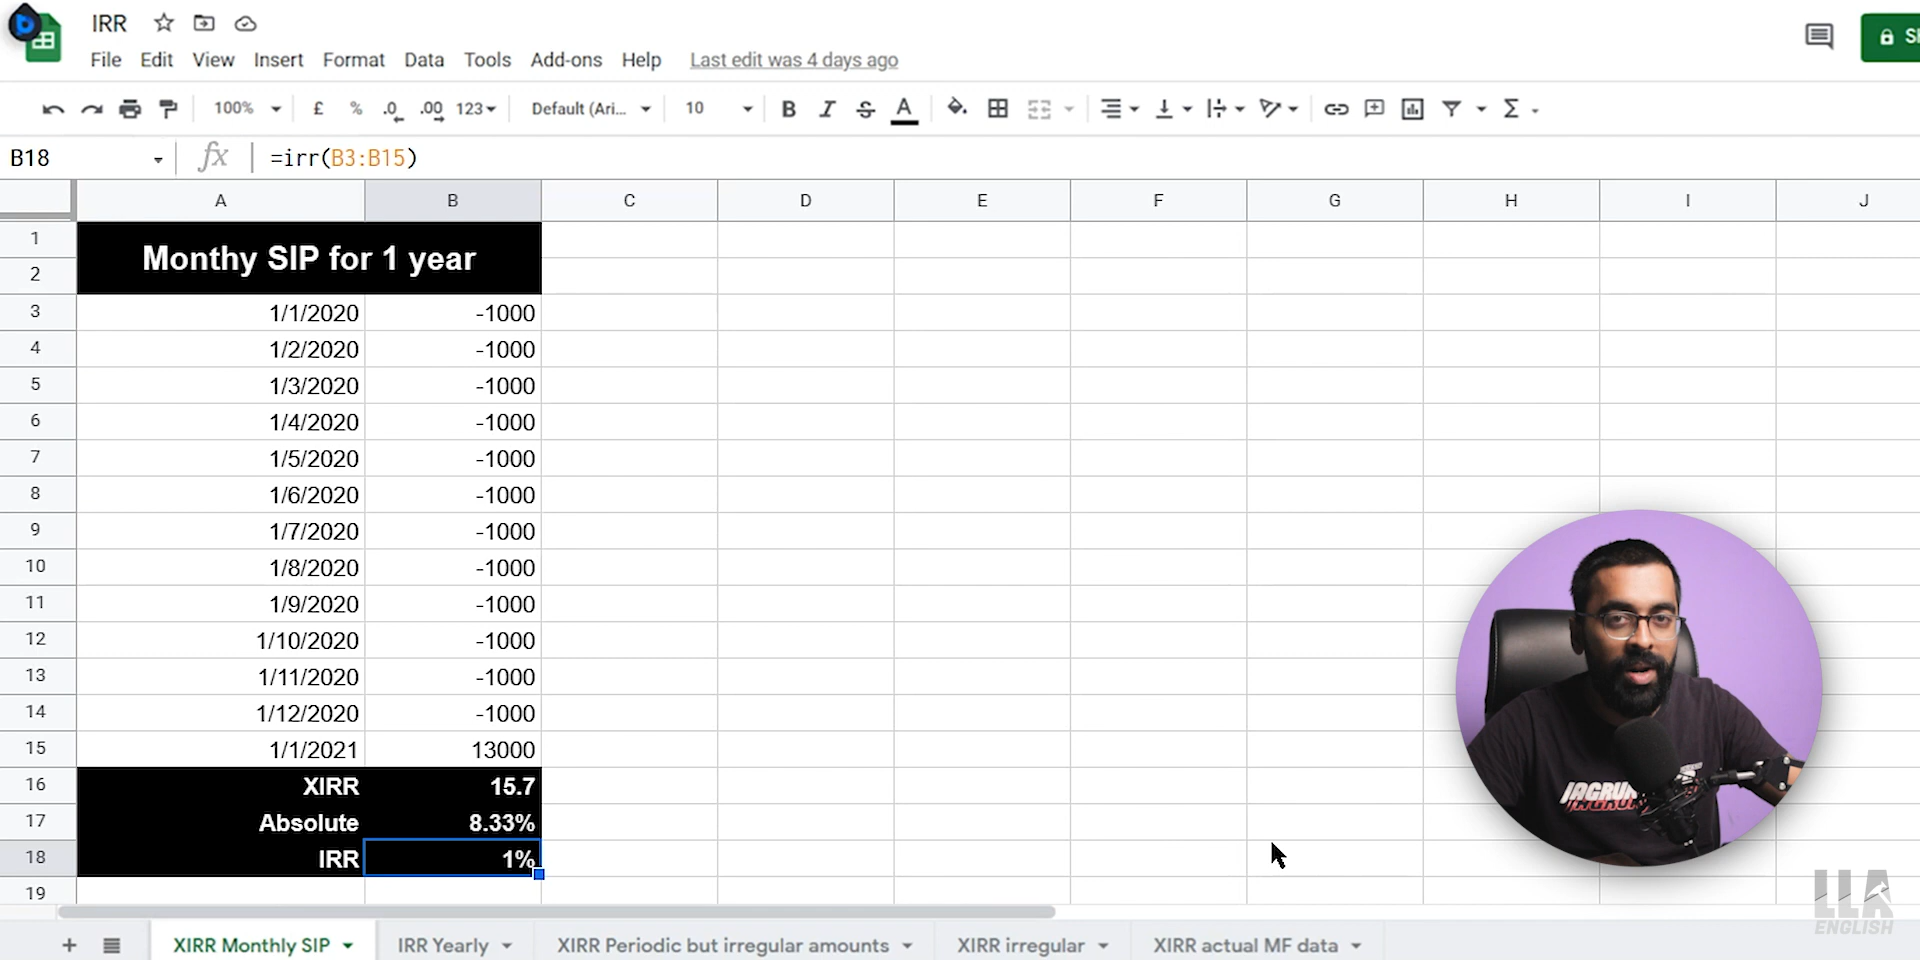 IRR
File Edit View Insert Format Data Tools Add-ons Help Last edit was 4 days ago
100% £ % .0 .00 123 Default (Ari... 10 B I S A Σ
B18 fx =irr(B3:B15)
A B C D E F G H I J
1 Monthy SIP for 1 year
2
3 1/1/2020 -1000
4 1/2/2020 -1000
5 1/3/2020 -1000
6 1/4/2020 -1000
7 1/5/2020 -1000
8 1/6/2020 -1000
9 1/7/2020 -1000
10 1/8/2020 -1000
11 1/9/2020 -1000
12 1/10/2020 -1000
13 1/11/2020 -1000
14 1/12/2020 -1000
15 1/1/2021 13000
16 XIRR 15.7
17 Absolute 8.33%
18 IRR 1%
19
LLA
ENGLISH
XIRR Monthly SIP IRR Yearly XIRR Periodic but irregular amounts XIRR irregular XIRR actual MF data